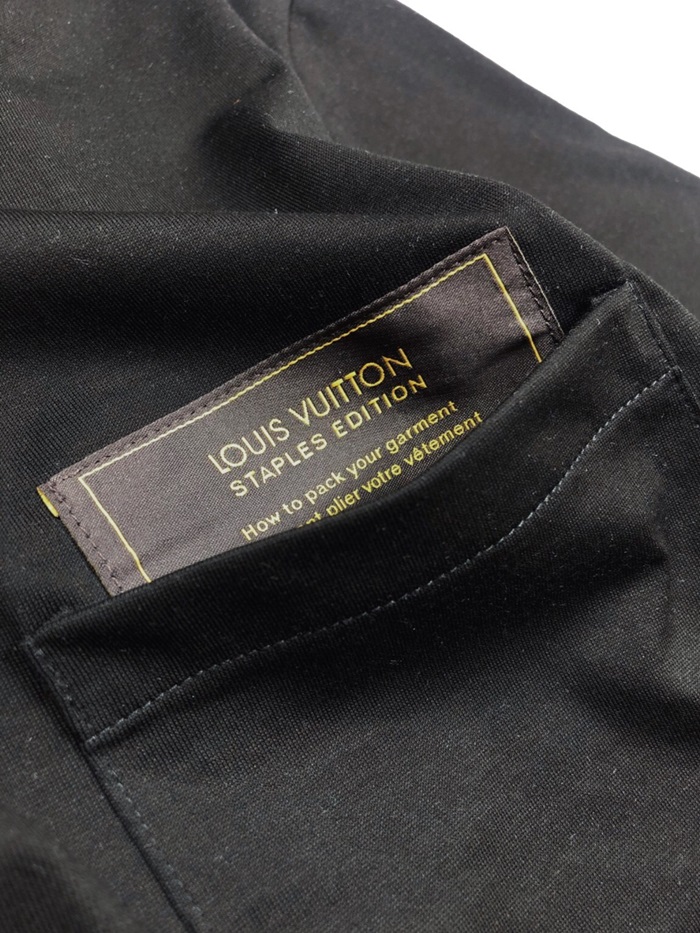 LOUIS VUITTON
STAPLES EDITION
How to pack your garment
plier votre vêtement